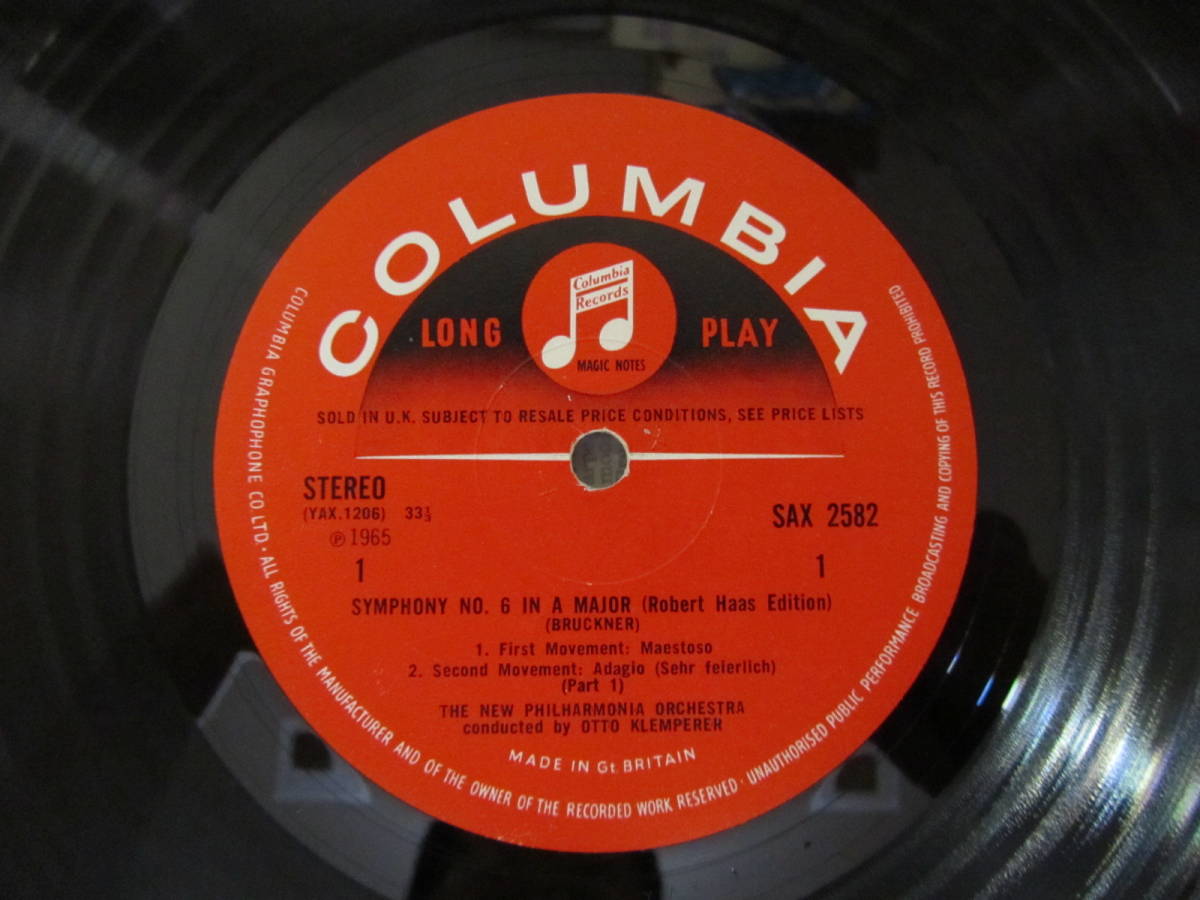 COLUMBIA
Columbia
Records
LONG PLAY
MAGIC NOTES
SOLD IN U.K. SUBJECT TO RESALE PRICE CONDITIONS, SEE PRICE LISTS
STEREO
(YAX.1206) 33⅓
SAX 2582
℗ 1965
1 1
SYMPHONY NO. 6 IN A MAJOR (Robert Haas Edition)
(BRUCKNER)
1. First Movement: Maestoso
2. Second Movement: Adagio (Sehr feierlich)
(Part 1)
THE NEW PHILHARMONIA ORCHESTRA
conducted by OTTO KLEMPERER
MADE IN Gt. BRITAIN
COLUMBIA GRAPHOPHONE CO. LTD. · ALL RIGHTS OF THE MANUFACTURER AND OF THE OWNER OF THE RECORDED WORK RESERVED · UNAUTHORISED PUBLIC PERFORMANCE BROADCASTING AND COPYING OF THIS RECORD PROHIBITED